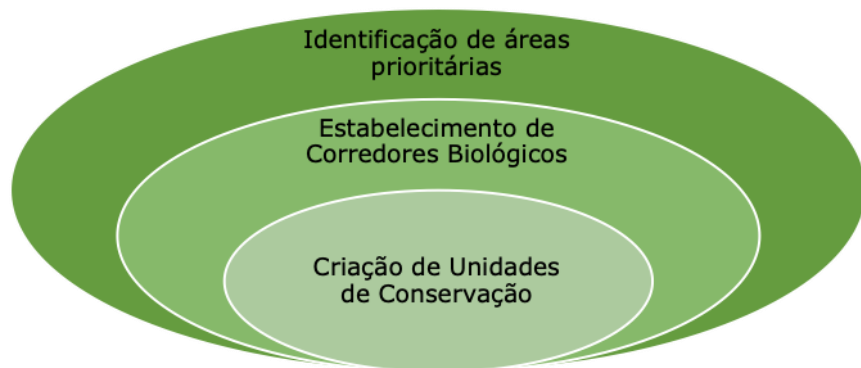 Identificação de áreas
prioritárias
Estabelecimento de
Corredores Biológicos
Criação de Unidades
de Conservação